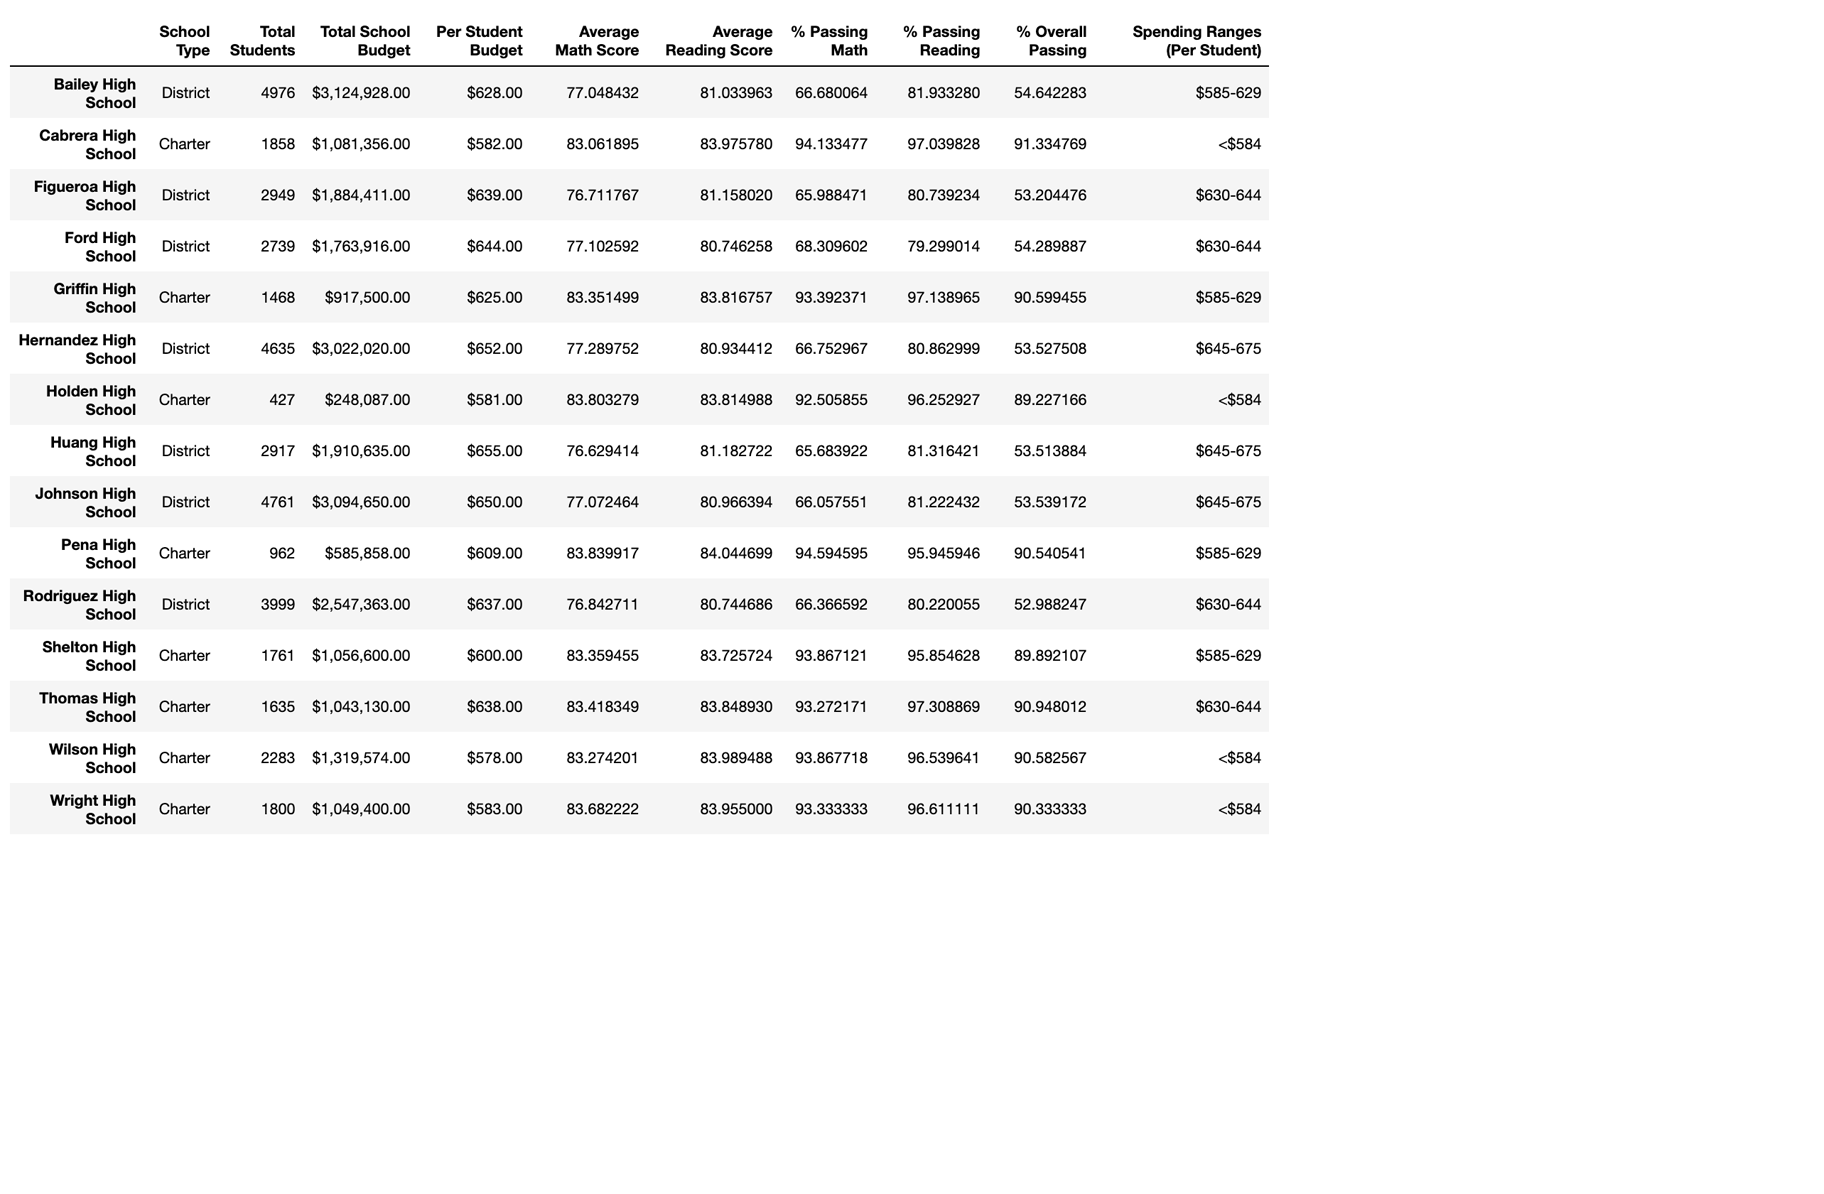 School Total Total School Per Student Average Average % Passing % Passing % Overall Spending Ranges
Type Students Budget Budget Math Score Reading Score Math Reading Passing (Per Student)
Bailey High School District 4976 $3,124,928.00 $628.00 77.048432 81.033963 66.680064 81.933280 54.642283 $585-629
Cabrera High School Charter 1858 $1,081,356.00 $582.00 83.061895 83.975780 94.133477 97.039828 91.334769 <$584
Figueroa High School District 2949 $1,884,411.00 $639.00 76.711767 81.158020 65.988471 80.739234 53.204476 $630-644
Ford High School District 2739 $1,763,916.00 $644.00 77.102592 80.746258 68.309602 79.299014 54.289887 $630-644
Griffin High School Charter 1468 $917,500.00 $625.00 83.351499 83.816757 93.392371 97.138965 90.599455 $585-629
Hernandez High School District 4635 $3,022,020.00 $652.00 77.289752 80.934412 66.752967 80.862999 53.527508 $645-675
Holden High School Charter 427 $248,087.00 $581.00 83.803279 83.814988 92.505855 96.252927 89.227166 <$584
Huang High School District 2917 $1,910,635.00 $655.00 76.629414 81.182722 65.683922 81.316421 53.513884 $645-675
Johnson High School District 4761 $3,094,650.00 $650.00 77.072464 80.966394 66.057551 81.222432 53.539172 $645-675
Pena High School Charter 962 $585,858.00 $609.00 83.839917 84.044699 94.594595 95.945946 90.540541 $585-629
Rodriguez High School District 3999 $2,547,363.00 $637.00 76.842711 80.744686 66.366592 80.220055 52.988247 $630-644
Shelton High School Charter 1761 $1,056,600.00 $600.00 83.359455 83.725724 93.867121 95.854628 89.892107 $585-629
Thomas High School Charter 1635 $1,043,130.00 $638.00 83.418349 83.848930 93.272171 97.308869 90.948012 $630-644
Wilson High School Charter 2283 $1,319,574.00 $578.00 83.274201 83.989488 93.867718 96.539641 90.582567 <$584
Wright High School Charter 1800 $1,049,400.00 $583.00 83.682222 83.955000 93.333333 96.611111 90.333333 <$584